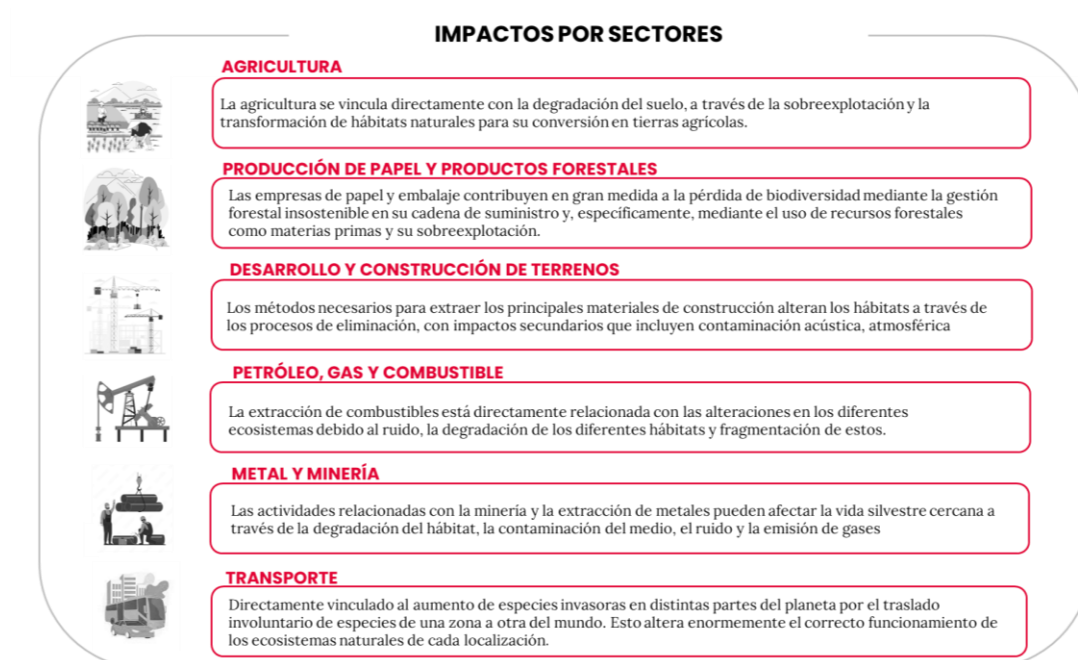 IMPACTOS POR SECTORES
AGRICULTURA
La agricultura se vincula directamente con la degradación del suelo, a través de la sobreexplotación y la
transformación de hábitats naturales para su conversión en tierras agrícolas.
PRODUCCIÓN DE PAPEL Y PRODUCTOS FORESTALES
Las empresas de papel y embalaje contribuyen en gran medida a la pérdida de biodiversidad mediante la gestión
forestal insostenible en su cadena de suministro y, específicamente, mediante el uso de recursos forestales
como materias primas y su sobreexplotación.
DESARROLLO Y CONSTRUCCIÓN DE TERRENOS
Los métodos necesarios para extraer los principales materiales de construcción alteran los hábitats a través de
los procesos de eliminación, con impactos secundarios que incluyen contaminación acústica, atmosférica
PETRÓLEO, GAS Y COMBUSTIBLE
La extracción de combustibles está directamente relacionada con las alteraciones en los diferentes
ecosistemas debido al ruido, la degradación de los diferentes hábitats y fragmentación de estos.
METAL Y MINERÍA
Las actividades relacionadas con la minería y la extracción de metales pueden afectar la vida silvestre cercana a
través de la degradación del hábitat, la contaminación del medio, el ruido y la emisión de gases
TRANSPORTE
Directamente vinculado al aumento de especies invasoras en distintas partes del planeta por el traslado
involuntario de especies de una zona a otra del mundo. Esto altera enormemente el correcto funcionamiento de
los ecosistemas naturales de cada localización.